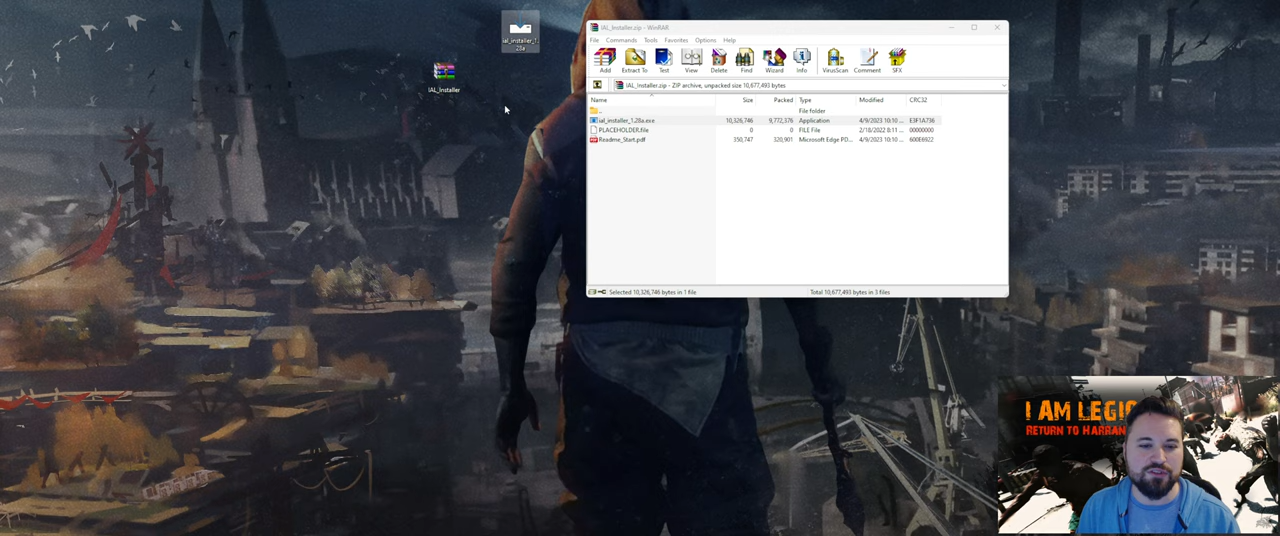 ial_installer_1.
28a
IAL_Installer
IAL_Installer.zip - WinRAR
File Commands Tools Favorites Options Help
Add Extract To Test View Delete Find Wizard Info VirusScan Comment SFX
IAL_Installer.zip - ZIP archive, unpacked size 10,677,493 bytes
Name Size Packed Type Modified CRC32
.. File folder
ial_installer_1.28a.exe 10,326,746 9,772,376 Application 4/9/2023 10:10 ... E3F1A736
PLACEHOLDER.file 0 0 FILE File 2/18/2022 8:11 ... 00000000
Readme_Start.pdf 350,747 320,901 Microsoft Edge PD... 4/9/2023 10:10 ... 600E6922
Selected 10,326,746 bytes in 1 file Total 10,677,493 bytes in 3 files
I AM LEGIO
RETURN TO HARRAN